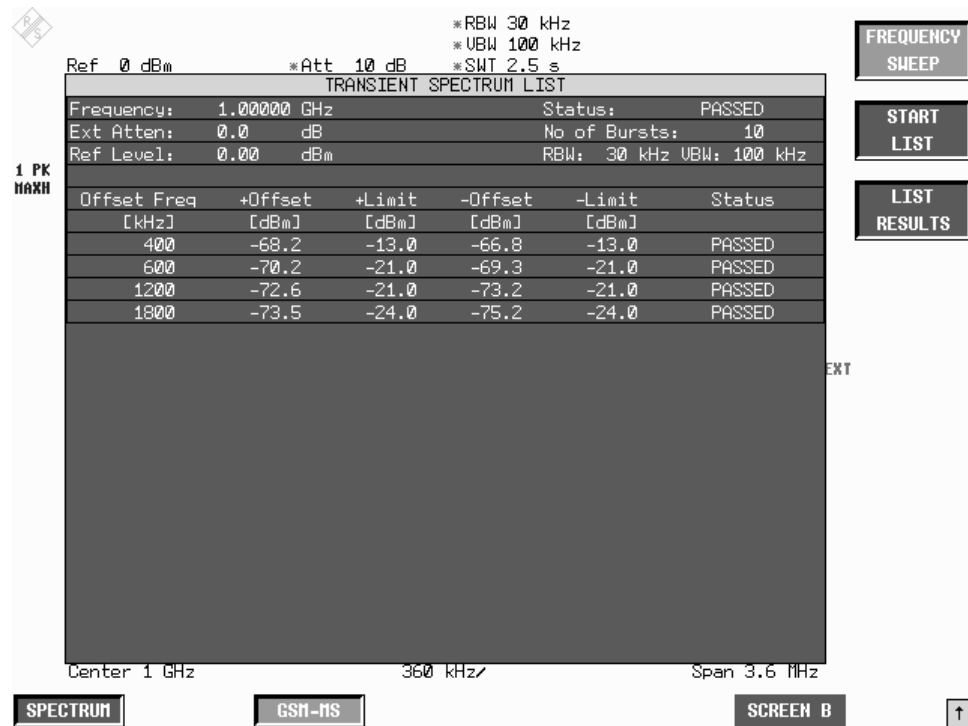 R/S
*RBW 30 kHz
*VBW 100 kHz
Ref 0 dBm *Att 10 dB *SWT 2.5 s
TRANSIENT SPECTRUM LIST
Frequency: 1.00000 GHz Status: PASSED
Ext Atten: 0.0 dB No of Bursts: 10
Ref Level: 0.00 dBm RBW: 30 kHz VBW: 100 kHz
1 PK
MAXH
Offset Freq +Offset +Limit -Offset -Limit Status
[kHz] [dBm] [dBm] [dBm] [dBm]
400 -68.2 -13.0 -66.8 -13.0 PASSED
600 -70.2 -21.0 -69.3 -21.0 PASSED
1200 -72.6 -21.0 -73.2 -21.0 PASSED
1800 -73.5 -24.0 -75.2 -24.0 PASSED
EXT
Center 1 GHz 360 kHz/ Span 3.6 MHz
FREQUENCY
SWEEP
START
LIST
LIST
RESULTS
SPECTRUM GSM-MS SCREEN B ↑